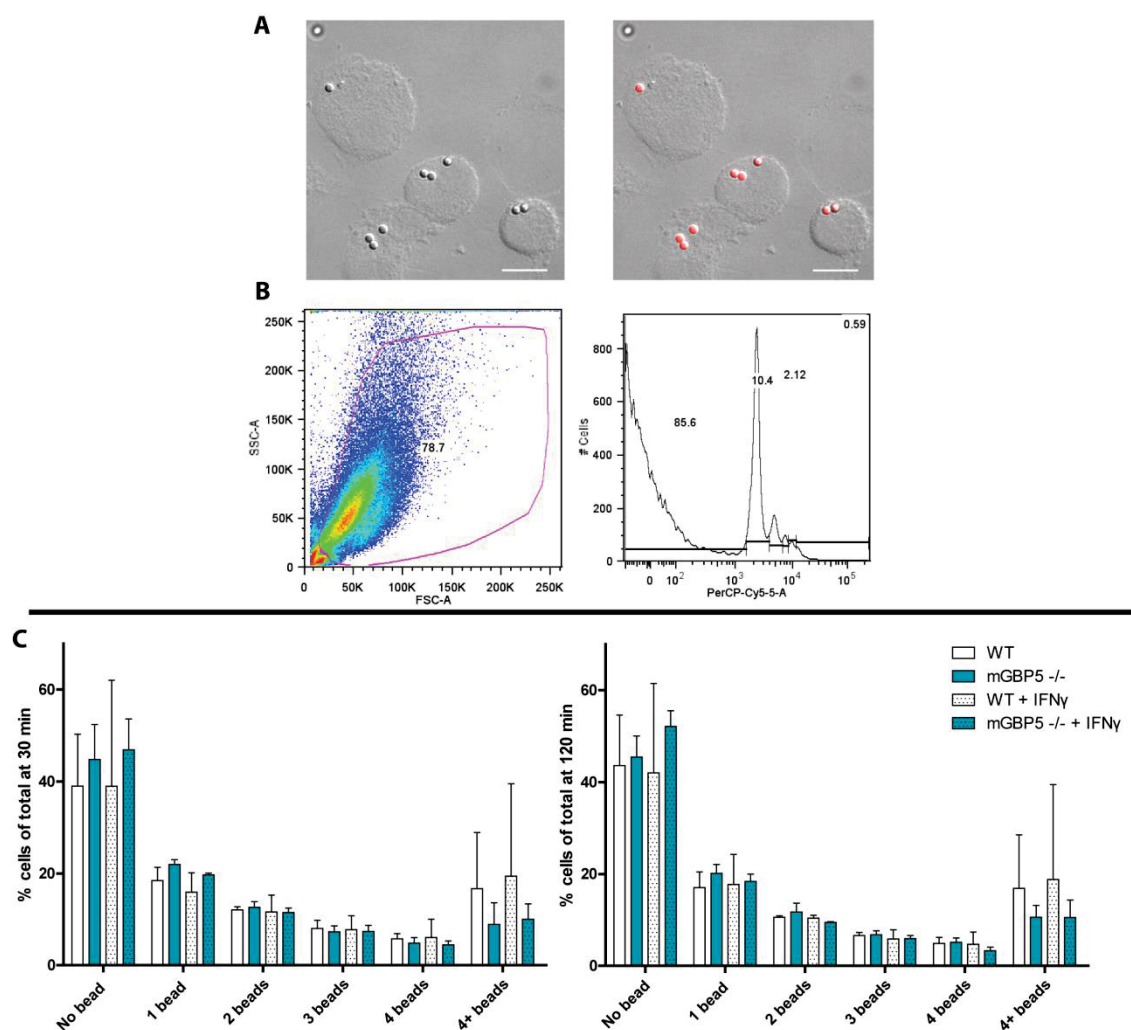 A
B
250K
200K
150K
100K
50K
0
SSC-A
78.7
0 50K 100K 150K 200K 250K
FSC-A
800
600
400
200
0
# Cells
85.6
10.4
2.12
0.59
0 10^2 10^3 10^4 10^5
PerCP-Cy5-5-A
C
60
40
20
0
% cells of total at 30 min
No bead
1 bead
2 beads
3 beads
4 beads
4+ beads
60
40
20
0
% cells of total at 120 min
No bead
1 bead
2 beads
3 beads
4 beads
4+ beads
WT
mGBP5 -/-
WT + IFNγ
mGBP5 -/- + IFNγ